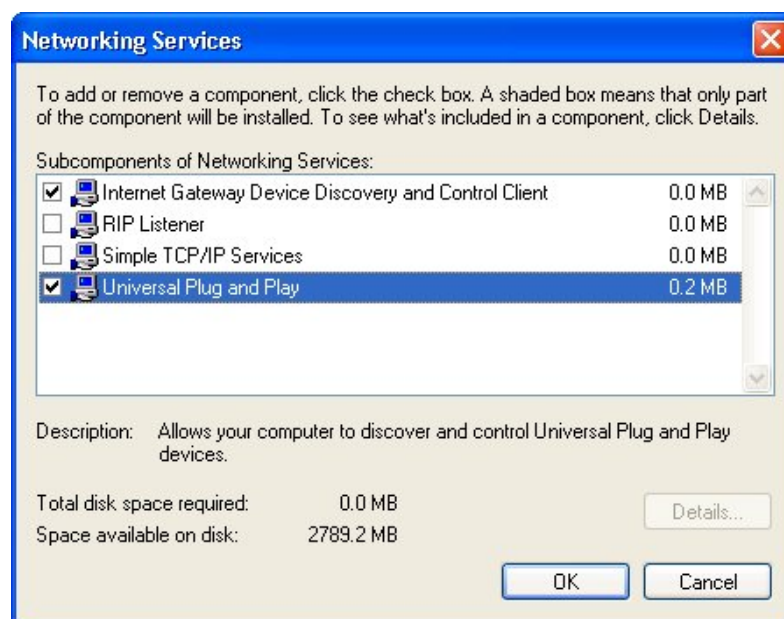 Networking Services
To add or remove a component, click the check box. A shaded box means that only part
of the component will be installed. To see what's included in a component, click Details.
Subcomponents of Networking Services:
Internet Gateway Device Discovery and Control Client 0.0 MB
RIP Listener 0.0 MB
Simple TCP/IP Services 0.0 MB
Universal Plug and Play 0.2 MB
Description: Allows your computer to discover and control Universal Plug and Play
devices.
Total disk space required: 0.0 MB
Space available on disk: 2789.2 MB
Details...
OK Cancel